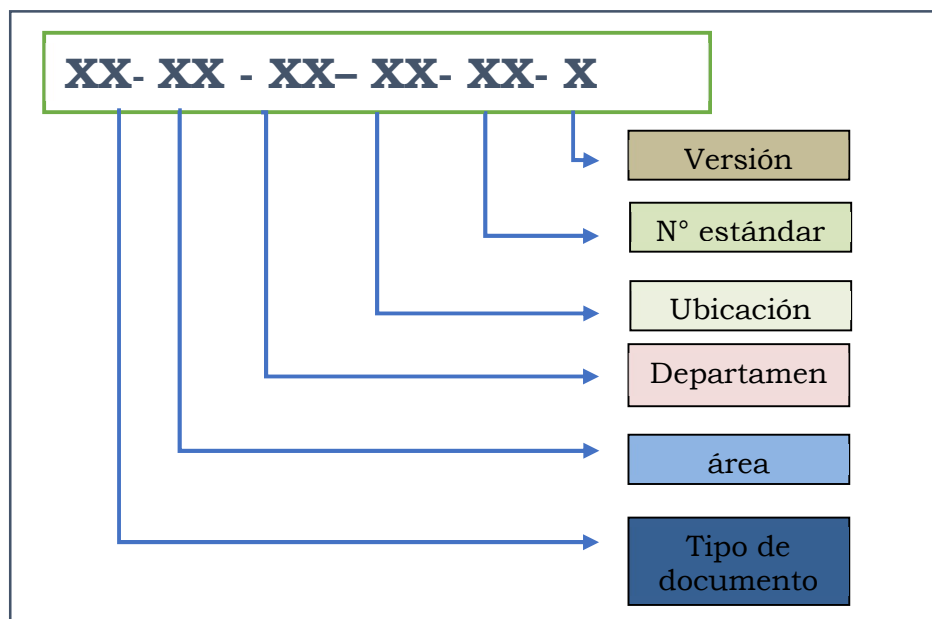 XX- XX - XX– XX- XX- X
Versión
N° estándar
Ubicación
Departamen
área
Tipo de
documento